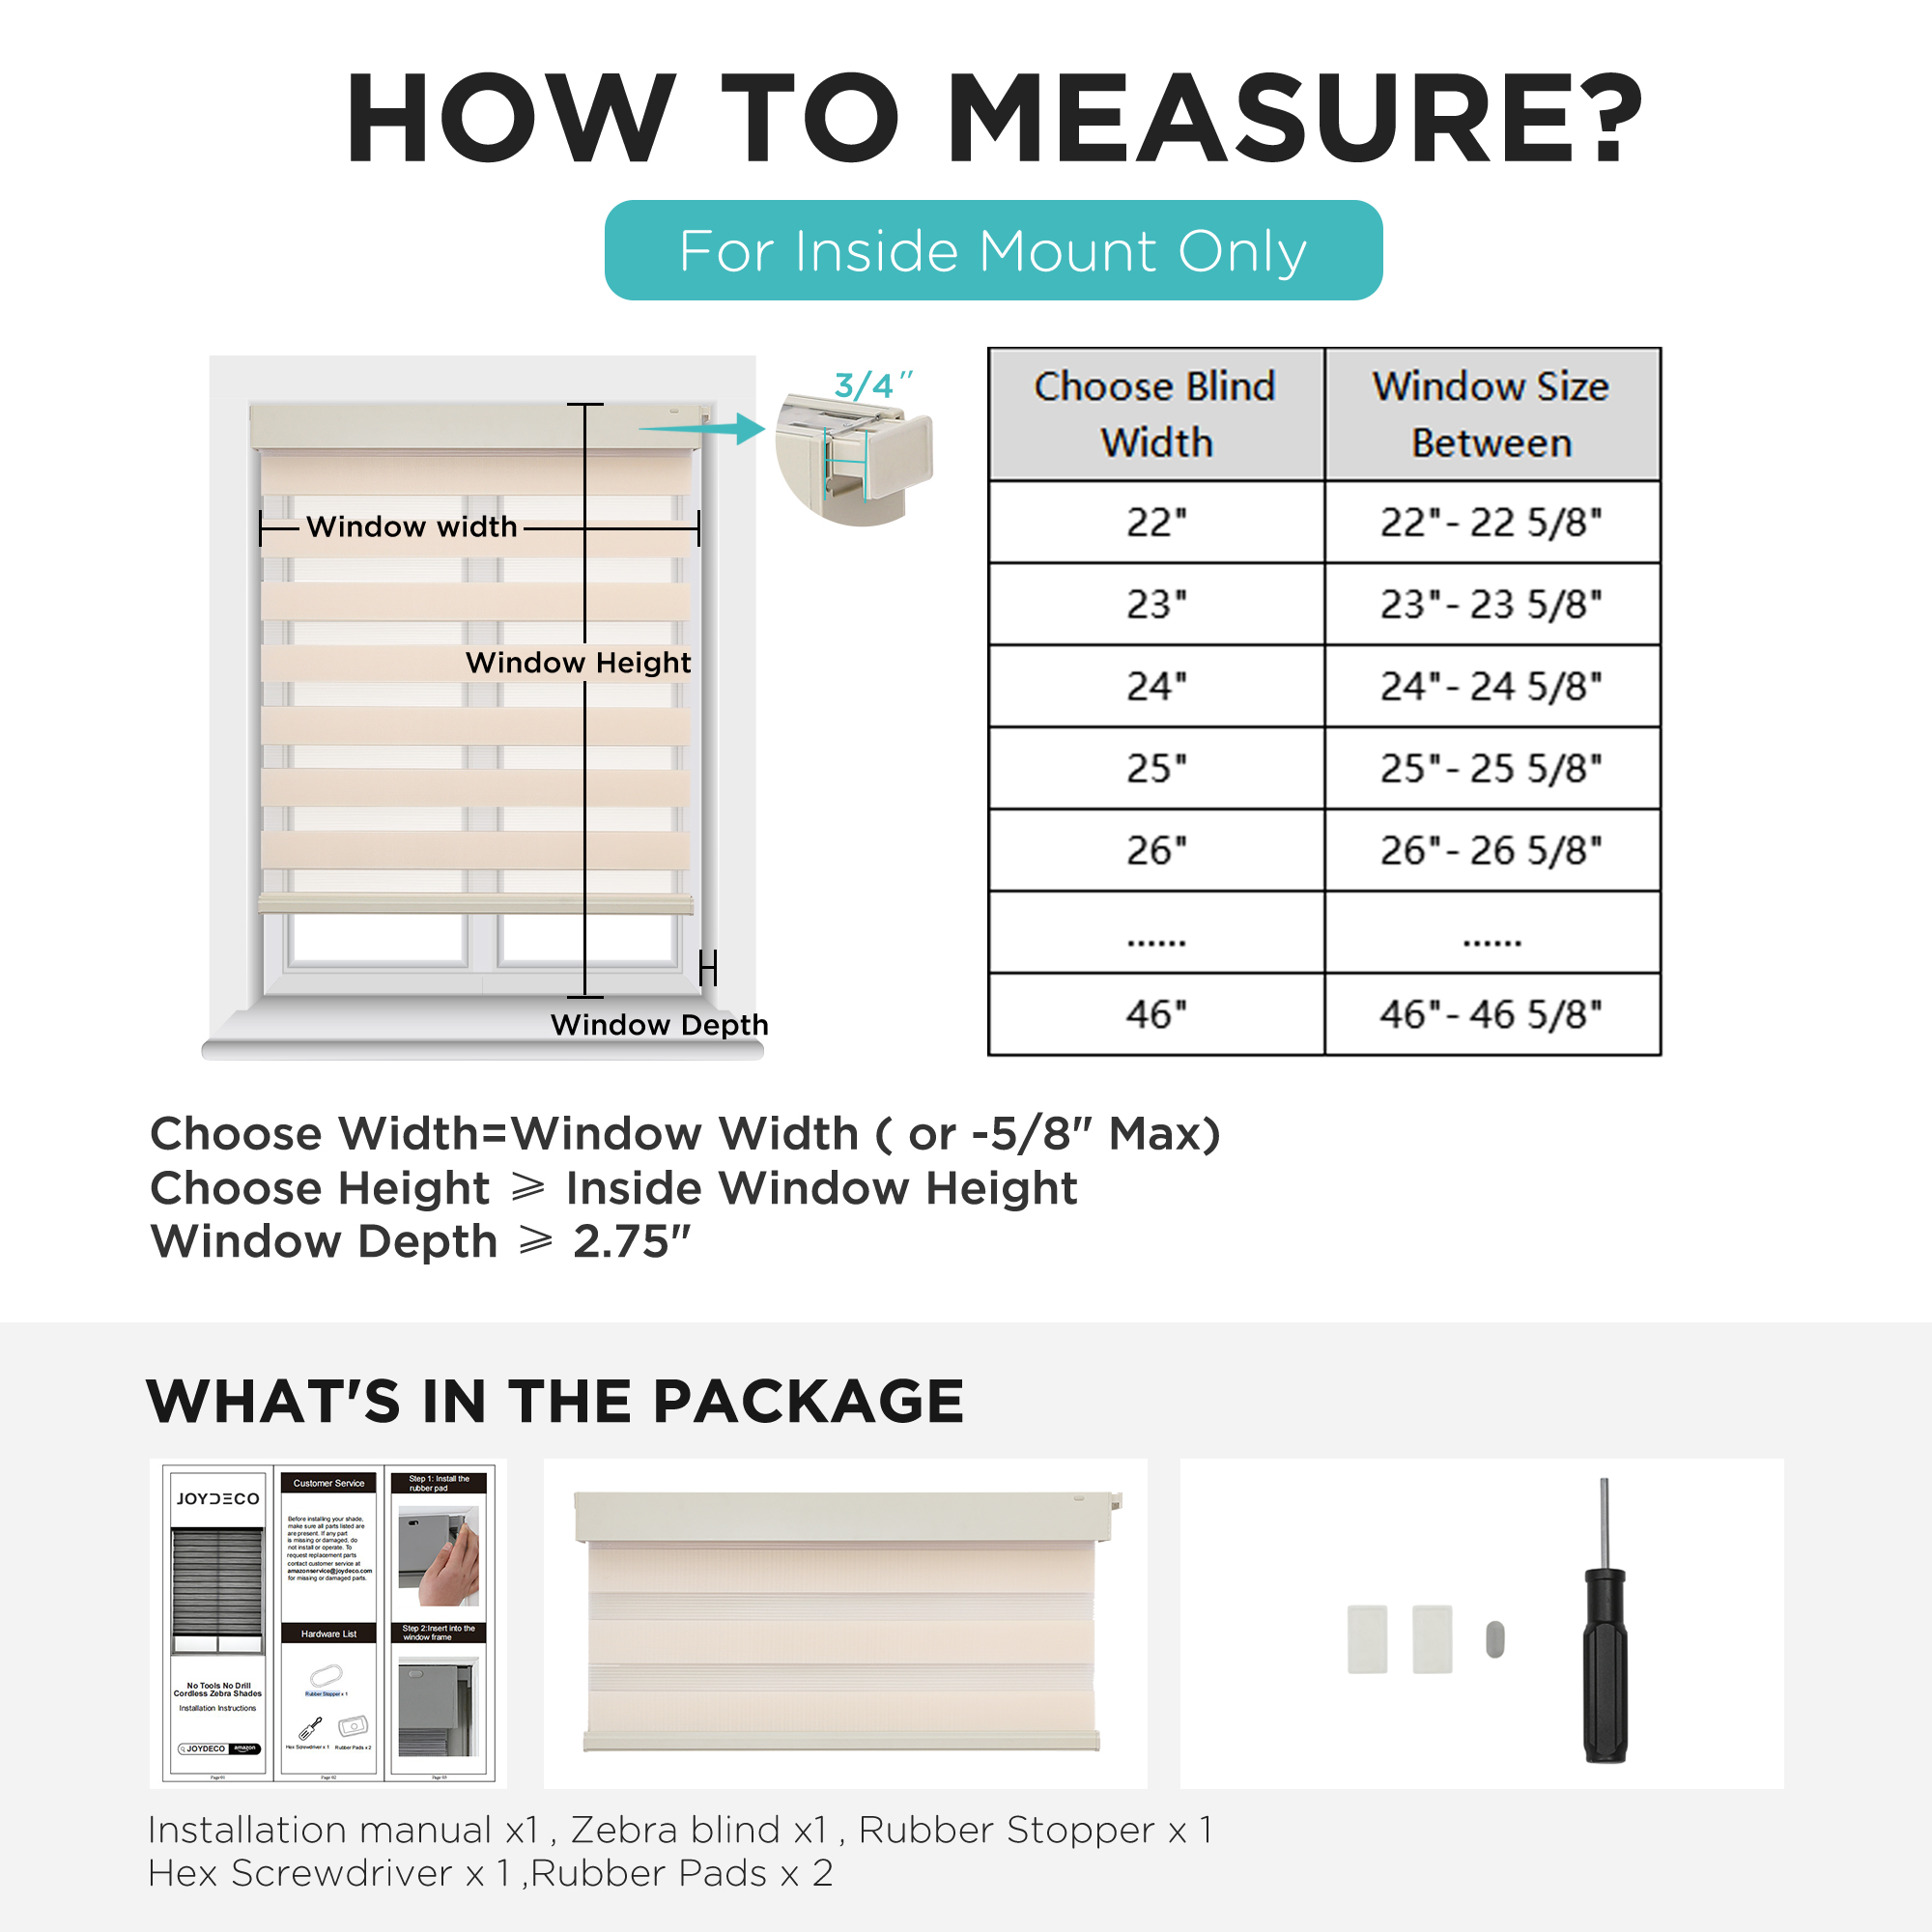 HOW TO MEASURE?
For Inside Mount Only
3/4"
Window width
Window Height
Window Depth
Choose Blind Width
Window Size Between
22"
22"- 22 5/8"
23"
23"- 23 5/8"
24"
24"- 24 5/8"
25"
25"- 25 5/8"
26"
26"- 26 5/8"
......
......
46"
46"- 46 5/8"
Choose Width=Window Width ( or -5/8" Max)
Choose Height ⩾ Inside Window Height
Window Depth ⩾ 2.75"
WHAT'S IN THE PACKAGE
JOYDECO
No Tools No Drill
Cordless Zebra Shades
Installation Instructions
JOYDECO amazon
Page 01
Customer Service
Before installing your shade,
make sure all parts listed are
are present. If any part
is missing or damaged, do
not install or operate. To
request replacement parts
contact customer service at
amazonservice@joydeco.com
for missing or damaged parts.
Hardware List
Rubber Stopper x 1
Hex Screwdriver x 1
Rubber Pads x 2
Page 02
Step 1: Install the
rubber pad
Step 2:Insert into the
window frame
Page 03
Installation manual x1 , Zebra blind x1 , Rubber Stopper x 1
Hex Screwdriver x 1 ,Rubber Pads x 2